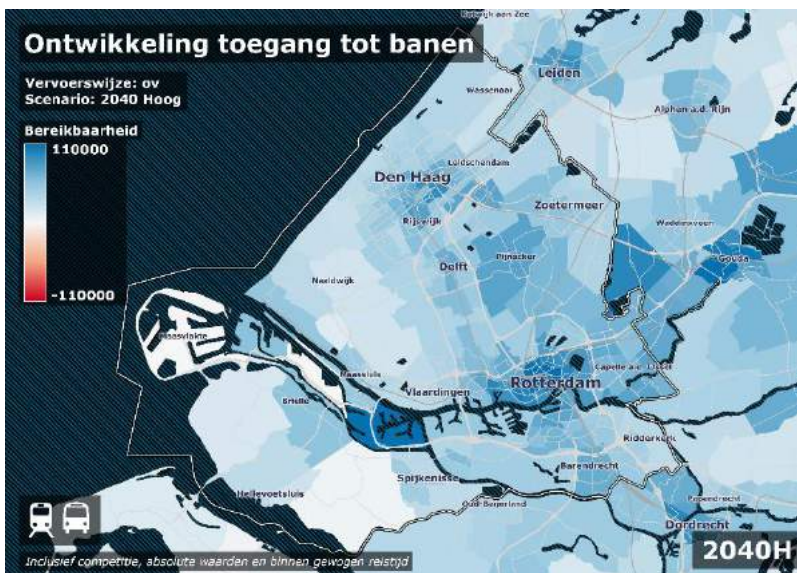 Ontwikkeling toegang tot banen
Vervoerswijze: ov
Scenario: 2040 Hoog
Bereikbaarheid
110000
-110000
Leiden
Wassenaar
Alphen a.d. Rijn
Leidschendam
Den Haag
Zoetermeer
Rijswijk
Waddinxveen
Gouda
Delft
Pijnacker
Naaldwijk
Maasvlakte
Maassluis
Vlaardingen
Rotterdam
Capelle a.d. IJssel
Brielle
Ridderkerk
Barendrecht
Spijkenisse
Hellevoetsluis
Oud-Beijerland
Papendrecht
Dordrecht
2040H
Inclusief competitie, absolute waarden en binnen gewogen reistijd